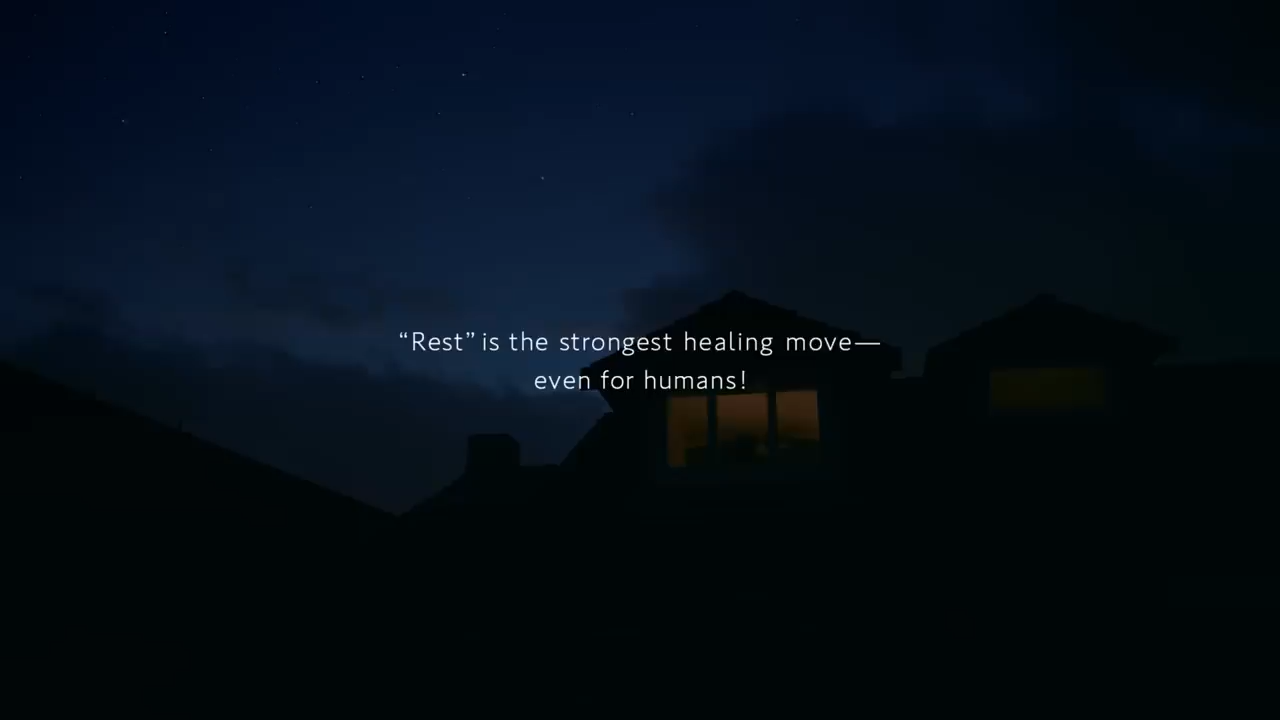 “Rest” is the strongest healing move—
even for humans!